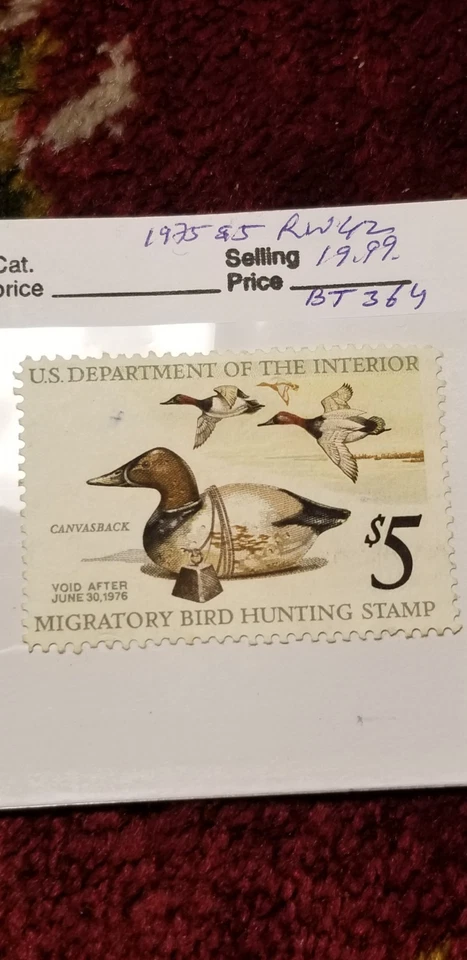 1975 $5 RW42
Cat. Selling 19.99.
price Price
BT 364
U.S. DEPARTMENT OF THE INTERIOR
CANVASBACK
$5
VOID AFTER
JUNE 30, 1976
MIGRATORY BIRD HUNTING STAMP